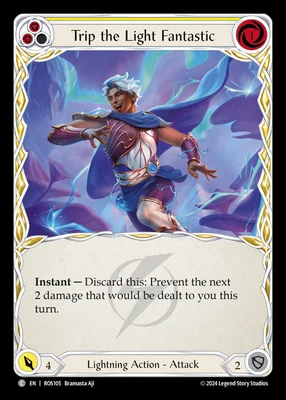 Trip the Light Fantastic
Instant — Discard this: Prevent the next
2 damage that would be dealt to you this
turn.
4
Lightning Action - Attack
2
C EN | ROS105 Bramasta Aji
© 2024 Legend Story Studios